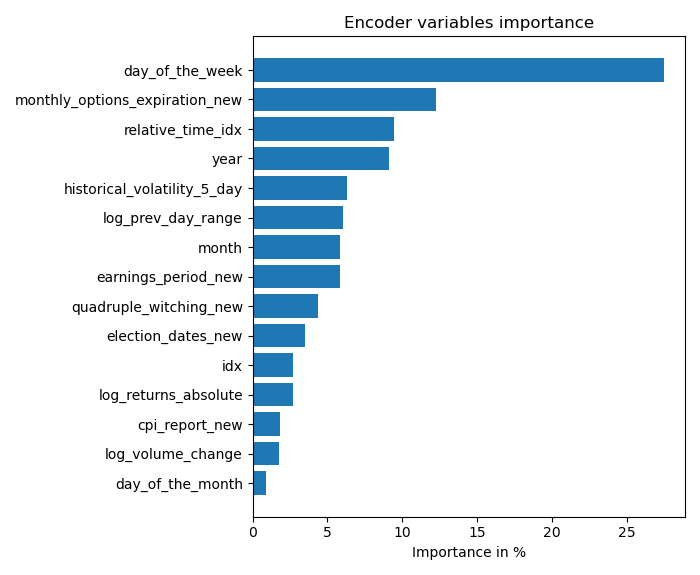 Encoder variables importance
day_of_the_week
monthly_options_expiration_new
relative_time_idx
year
historical_volatility_5_day
log_prev_day_range
month
earnings_period_new
quadruple_witching_new
election_dates_new
idx
log_returns_absolute
cpi_report_new
log_volume_change
day_of_the_month
0 5 10 15 20 25
Importance in %